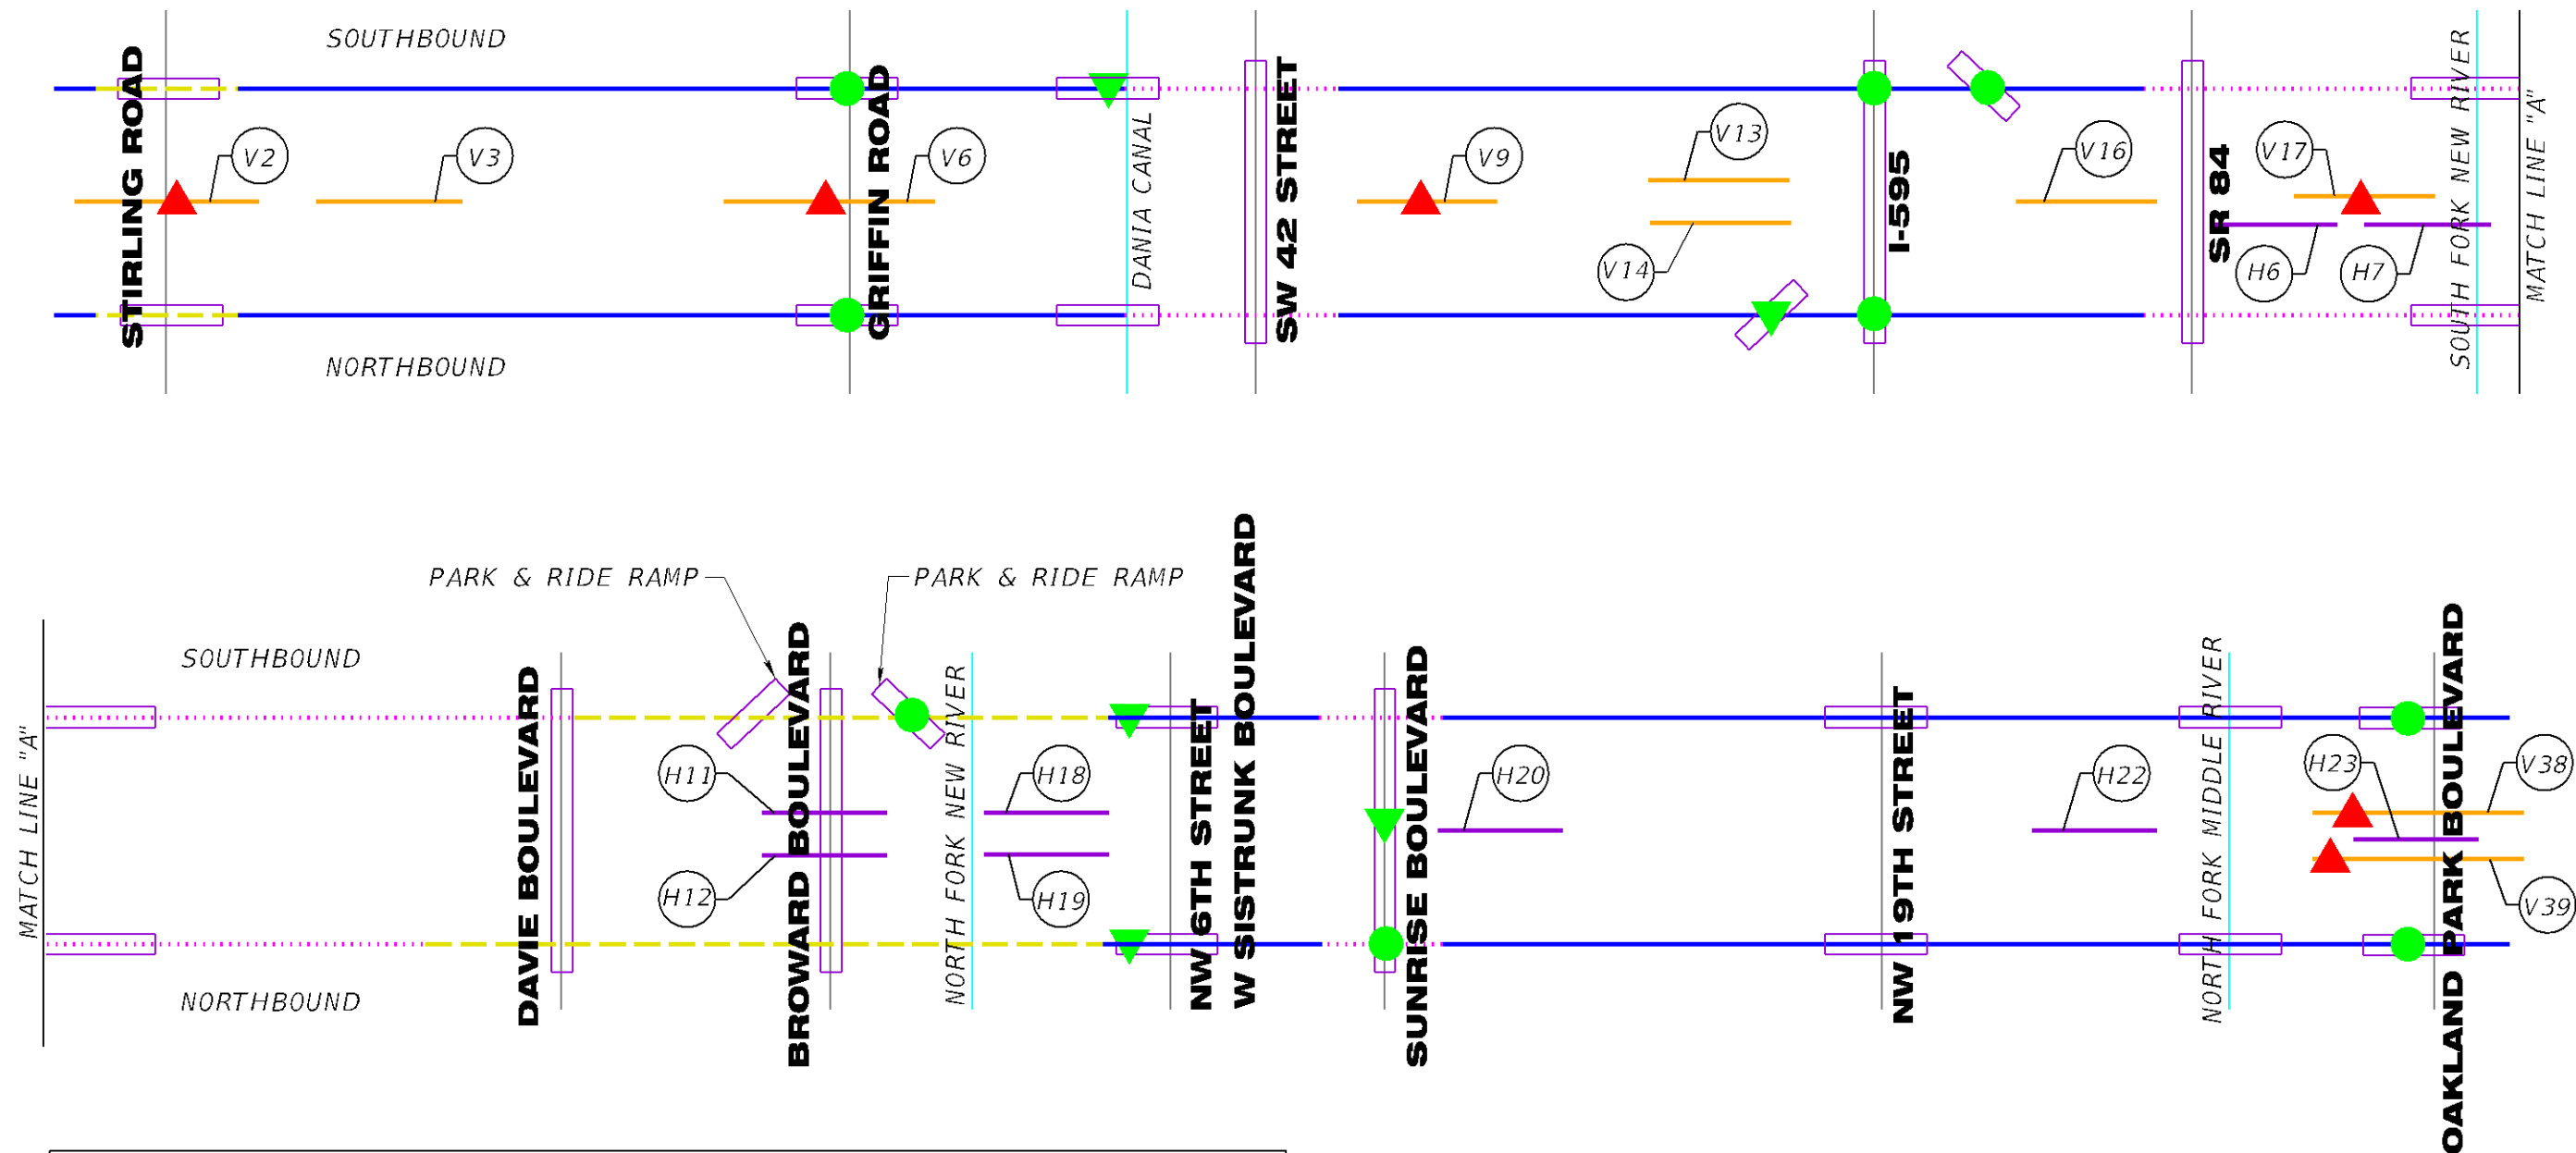 SOUTHBOUND
STIRLING ROAD
V2
V3
GRIFFIN ROAD
V6
DANIA CANAL
SW 42 STREET
V9
V13
V14
I-595
V16
SR 84
V17
H6
H7
SOUTH FORK NEW RIVER
MATCH LINE "A"
NORTHBOUND
PARK & RIDE RAMP
PARK & RIDE RAMP
MATCH LINE "A"
SOUTHBOUND
DAVIE BOULEVARD
H11
H12
BROWARD BOULEVARD
NORTH FORK NEW RIVER
H18
H19
NW 6TH STREET
W SISTRUNK BOULEVARD
SUNRISE BOULEVARD
H20
NW 19TH STREET
H22
NORTH FORK MIDDLE RIVER
H23
V38
V39
OAKLAND PARK BOULEVARD
NORTHBOUND